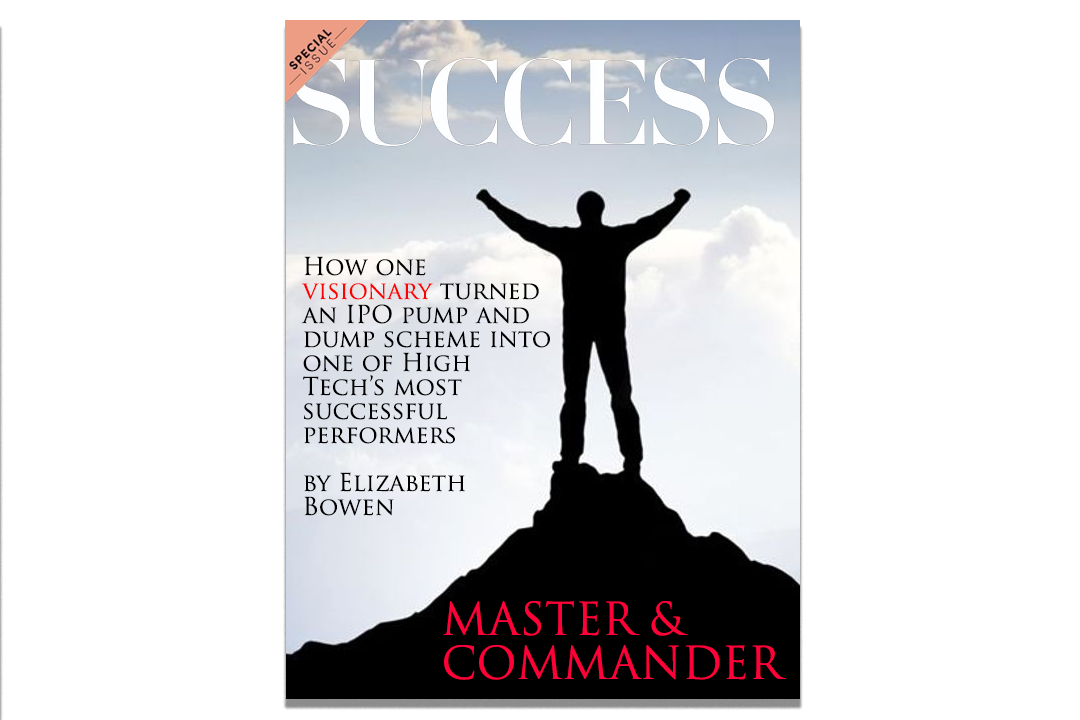 SPECIAL
ISSUE
SUCCESS
How one
visionary turned
an IPO pump and
dump scheme into
one of High
Tech's most
successful
performers
by Elizabeth
Bowen
MASTER &
COMMANDER